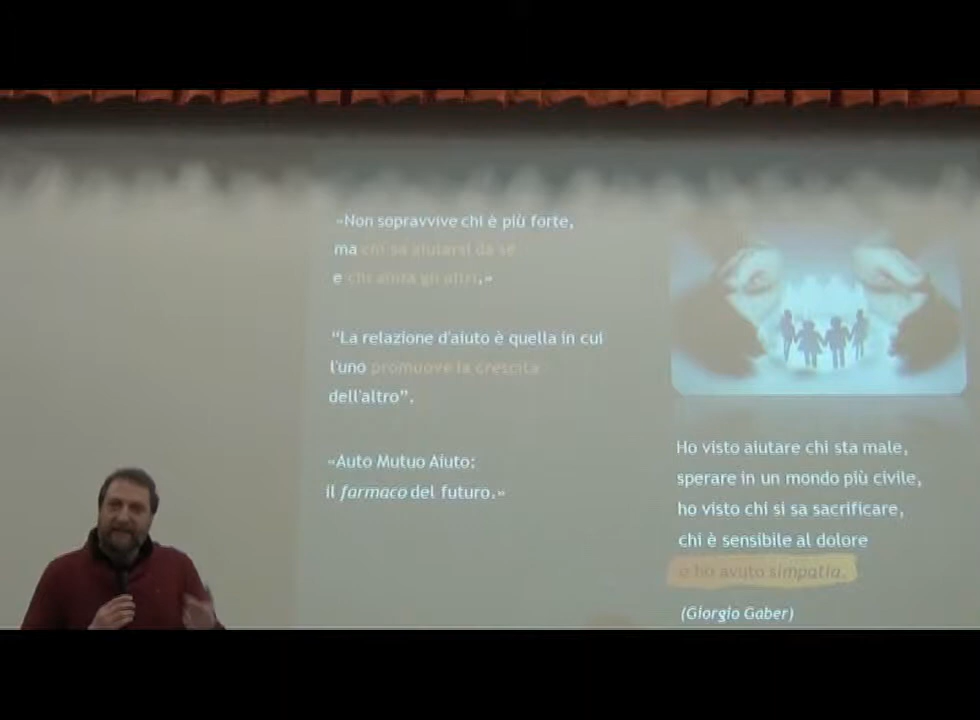 «Non sopravvive chi è più forte,
ma chi sa aiutarsi da sé
e chi aiuta gli altri.»
“La relazione d'aiuto è quella in cui
l'uno promuove la crescita
dell'altro”.
«Auto Mutuo Aiuto:
il farmaco del futuro.»
Ho visto aiutare chi sta male,
sperare in un mondo più civile,
ho visto chi si sa sacrificare,
chi è sensibile al dolore
e ho avuto simpatia.
(Giorgio Gaber)